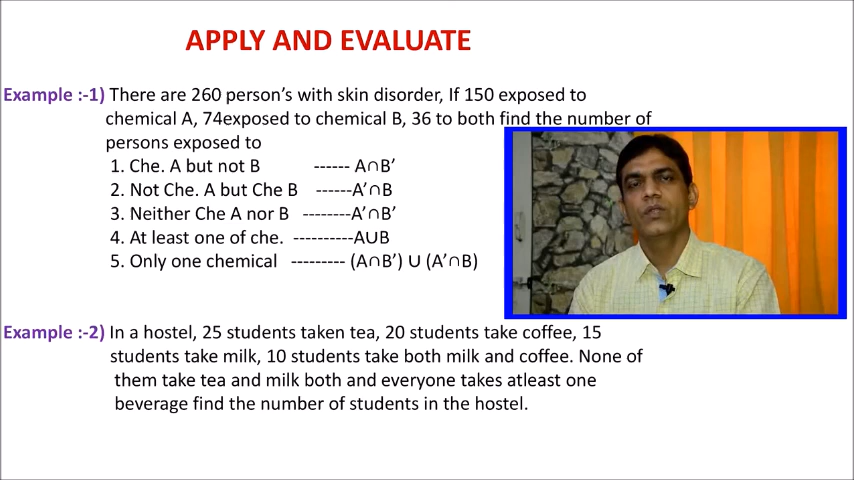 APPLY AND EVALUATE
Example :-1) There are 260 person's with skin disorder, If 150 exposed to
chemical A, 74exposed to chemical B, 36 to both find the number of
persons exposed to
1. Che. A but not B ------ A∩B'
2. Not Che. A but Che B ------A'∩B
3. Neither Che A nor B --------A'∩B'
4. At least one of che. ----------A∪B
5. Only one chemical --------- (A∩B') ∪ (A'∩B)
Example :-2) In a hostel, 25 students taken tea, 20 students take coffee, 15
students take milk, 10 students take both milk and coffee. None of
them take tea and milk both and everyone takes atleast one
beverage find the number of students in the hostel.